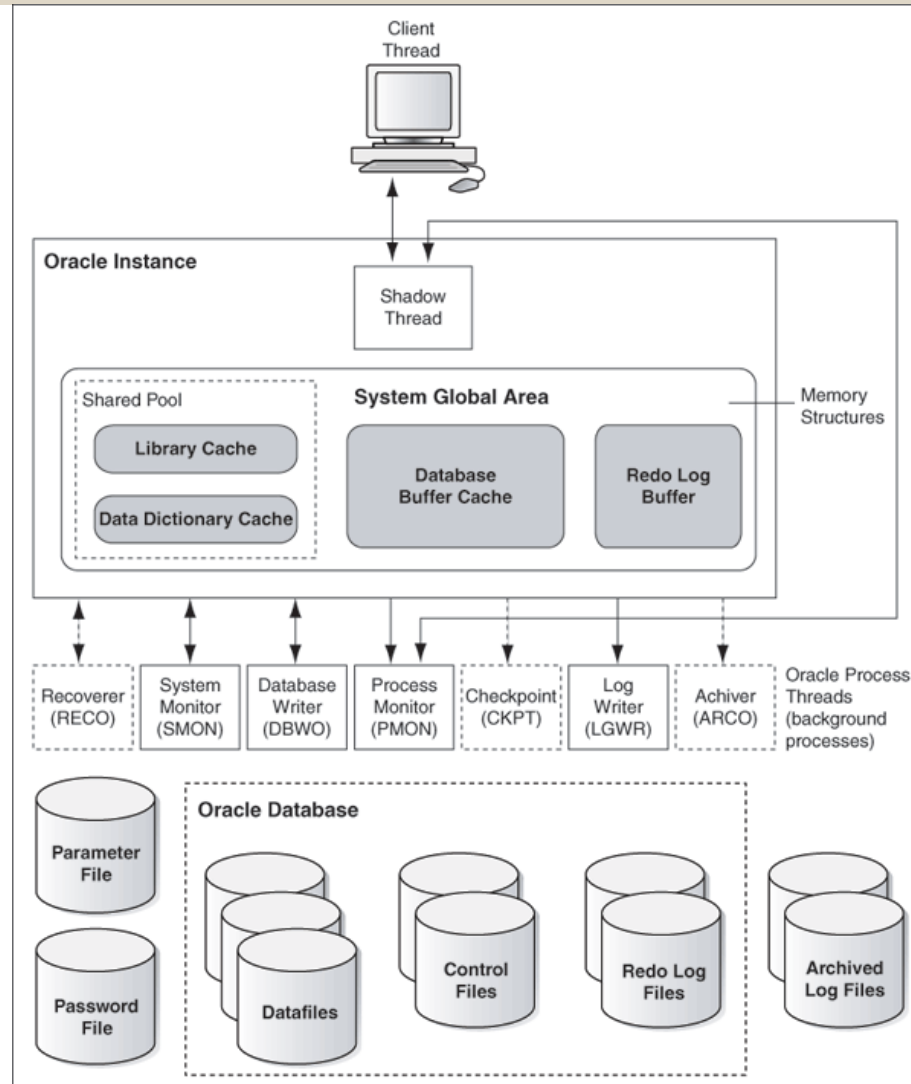 Client
Thread
Oracle Instance
Shadow
Thread
Shared Pool
System Global Area
Memory
Structures
Library Cache
Database
Buffer Cache
Redo Log
Buffer
Data Dictionary Cache
Recoverer
(RECO)
System
Monitor
(SMON)
Database
Writer
(DBWO)
Process
Monitor
(PMON)
Checkpoint
(CKPT)
Log
Writer
(LGWR)
Achiver
(ARCO)
Oracle Process
Threads
(background
processes)
Parameter
File
Oracle Database
Password
File
Datafiles
Control
Files
Redo Log
Files
Archived
Log Files